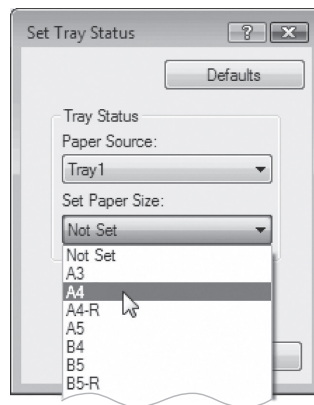 Set Tray Status
Defaults
Tray Status
Paper Source:
Tray1
Set Paper Size:
Not Set
Not Set
A3
A4
A4-R
A5
B4
B5
B5-R